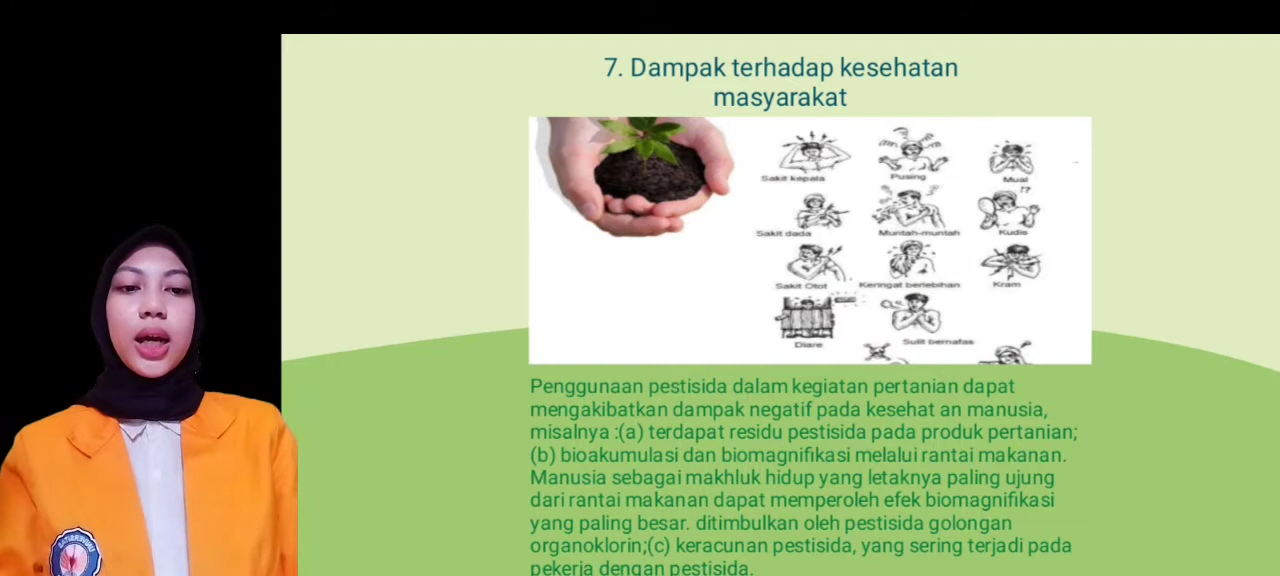 7. Dampak terhadap kesehatan
masyarakat
Sakit kepala
Pusing
Mual
!?
Sakit dada
Muntah-muntah
Kudis
Sakit Otot
Keringat berlebihan
Kram
Diare
Sulit bernafas
Penggunaan pestisida dalam kegiatan pertanian dapat
mengakibatkan dampak negatif pada kesehat an manusia,
misalnya :(a) terdapat residu pestisida pada produk pertanian;
(b) bioakumulasi dan biomagnifikasi melalui rantai makanan.
Manusia sebagai makhluk hidup yang letaknya paling ujung
dari rantai makanan dapat memperoleh efek biomagnifikasi
yang paling besar. ditimbulkan oleh pestisida golongan
organoklorin;(c) keracunan pestisida, yang sering terjadi pada
pekerja dengan pestisida.